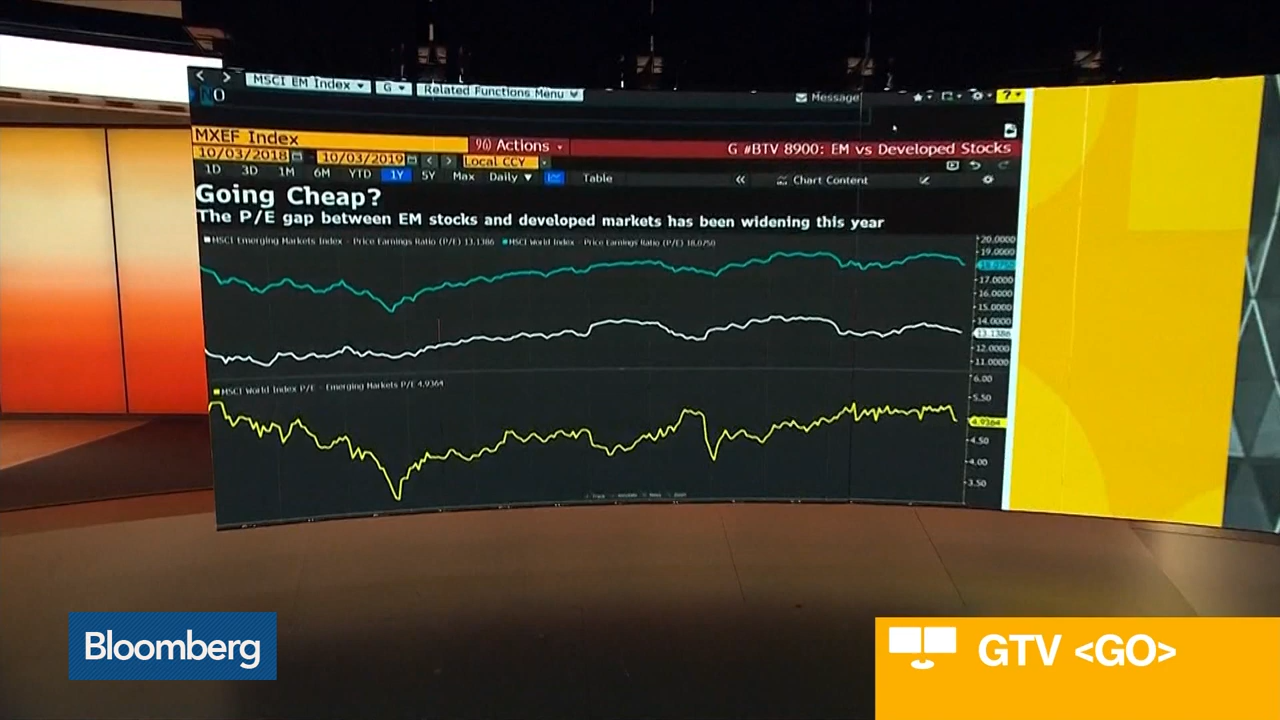 MSCI EM Index G Related Functions Menu
Message
MXEF Index 96) Actions G #BTV 8900: EM vs Developed Stocks
10/03/2018 - 10/03/2019 Local CCY
1D 3D 1M 6M YTD 1Y 5Y Max Daily Table Chart Content
Going Cheap?
The P/E gap between EM stocks and developed markets has been widening this year
MSCI Emerging Markets Index - Price Earnings Ratio (P/E) 13.1386 MSCI World Index - Price Earnings Ratio (P/E) 18.0750
20.0000
19.0000
18.0750
17.0000
16.0000
15.0000
14.0000
13.1386
12.0000
11.0000
MSCI World Index P/E - Emerging Markets P/E 4.9364
6.00
5.50
4.9364
4.50
4.00
3.50
Bloomberg
GTV <GO>